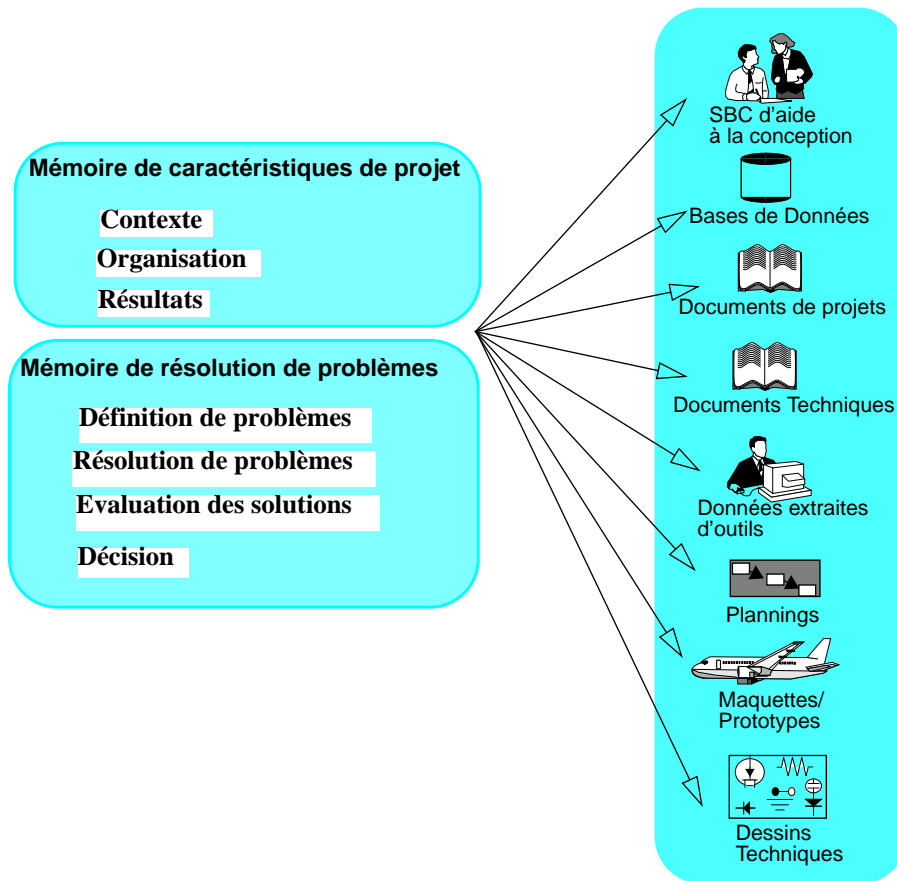 Mémoire de caractéristiques de projet
Contexte
Organisation
Résultats
Mémoire de résolution de problèmes
Définition de problèmes
Résolution de problèmes
Evaluation des solutions
Décision
SBC d'aide
à la conception
Bases de Données
Documents de projets
Documents Techniques
Données extraites
d'outils
Plannings
Maquettes/
Prototypes
Dessins
Techniques